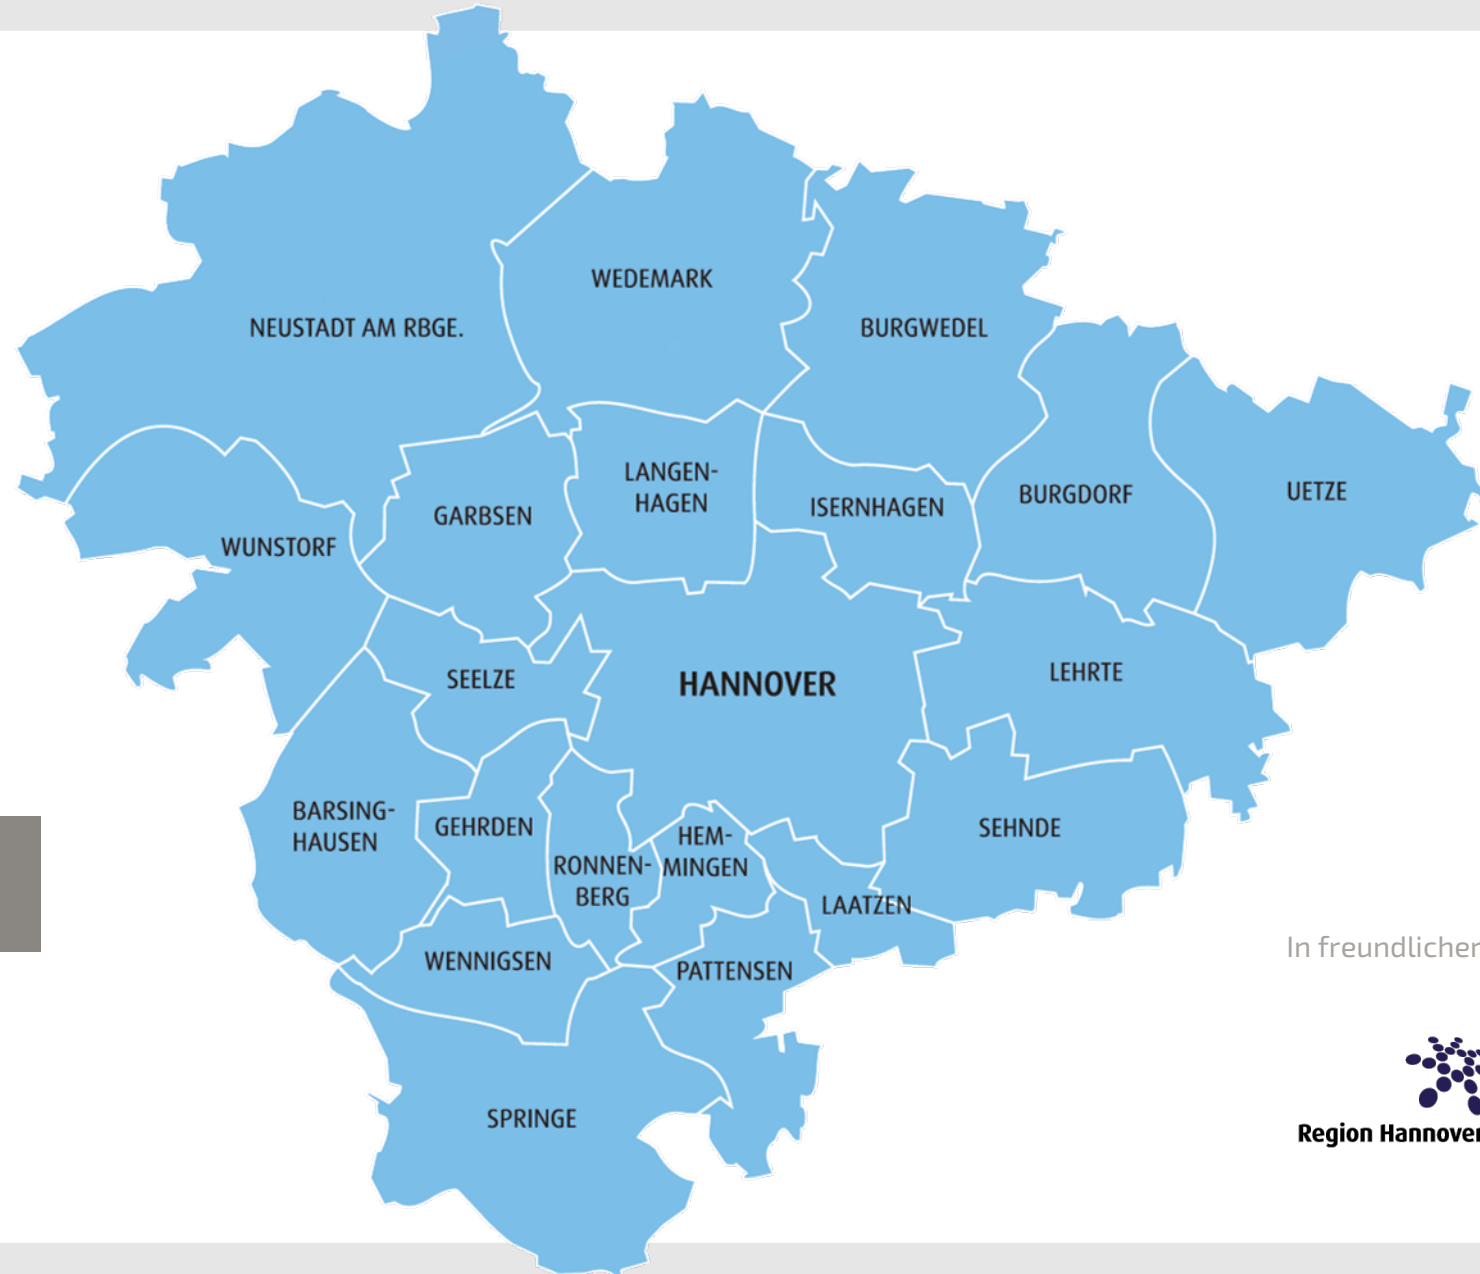 WEDEMARK
NEUSTADT AM RBGE.
BURGWEDEL
LANGEN-
HAGEN
ISERNHAGEN
BURGDORF
UETZE
GARBSEN
WUNSTORF
SEELZE
HANNOVER
LEHRTE
BARSING-
HAUSEN
GEHRDEN
RONNEN-
BERG
HEM-
MINGEN
SEHNDE
LAATZEN
WENNIGSEN
PATTENSEN
In freundlicher
SPRINGE
Region Hannover